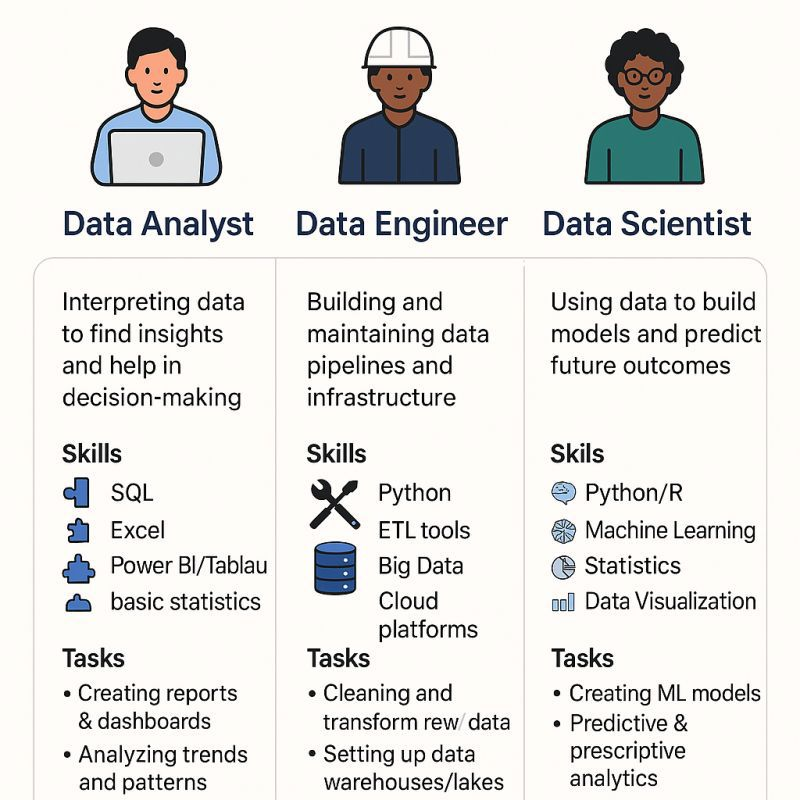 Data Analyst
Interpreting data
to find insights
and help in
decision-making
Skills
SQL
Excel
Power BI/Tablau
basic statistics
Tasks
• Creating reports
& dashboards
• Analyzing trends
and patterns
Data Engineer
Building and
maintaining data
pipelines and
infrastructure
Skills
Python
ETL tools
Big Data
Cloud
platforms
Tasks
• Cleaning and
transform rew/data
• Setting up data
warehouses/lakes
Data Scientist
Using data to build
models and predict
future outcomes
Skils
Python/R
Machine Learning
Statistics
Data Visualization
Tasks
• Creating ML models
• Predictive &
prescriptive
analytics